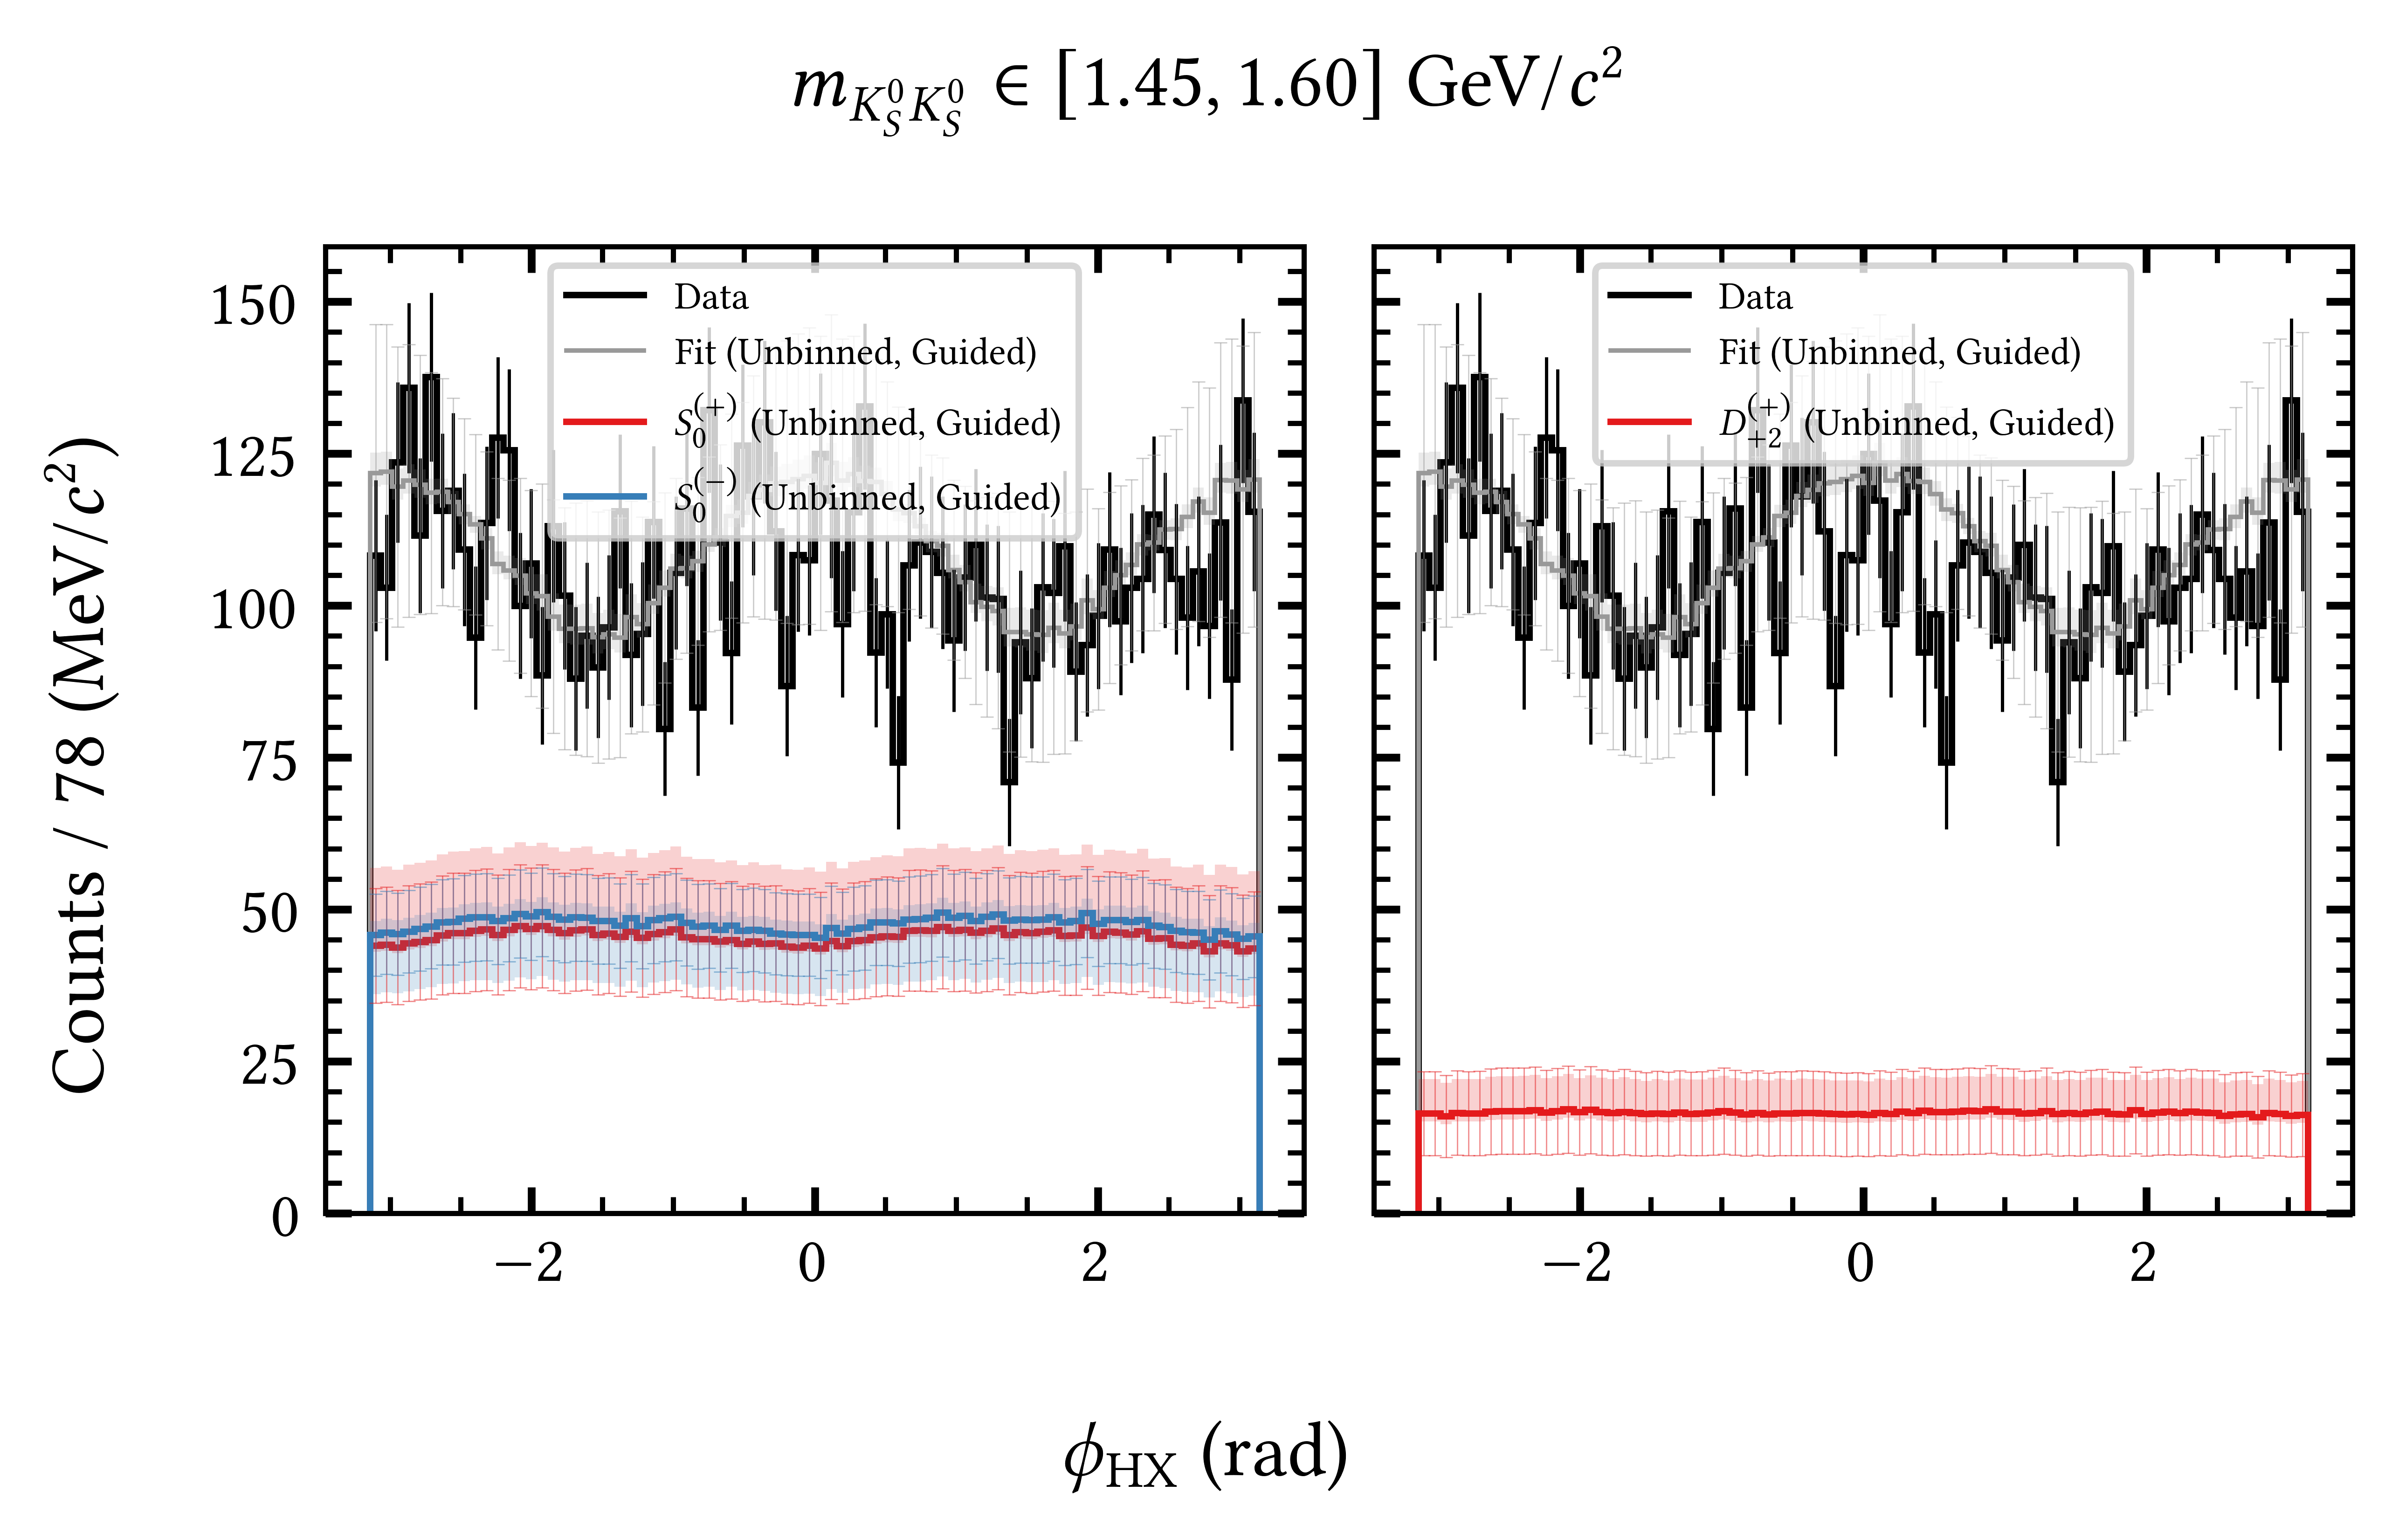 m_{K_S^0 K_S^0} ∈ [1.45, 1.60] GeV/c²
Counts / 78 (MeV/c²)
150
125
100
75
50
25
0
Data
Fit (Unbinned, Guided)
S_0^{(+)} (Unbinned, Guided)
S_0^{(−)} (Unbinned, Guided)
Data
Fit (Unbinned, Guided)
D_{+2}^{(+)} (Unbinned, Guided)
−2 0 2
−2 0 2
ϕ_{HX} (rad)